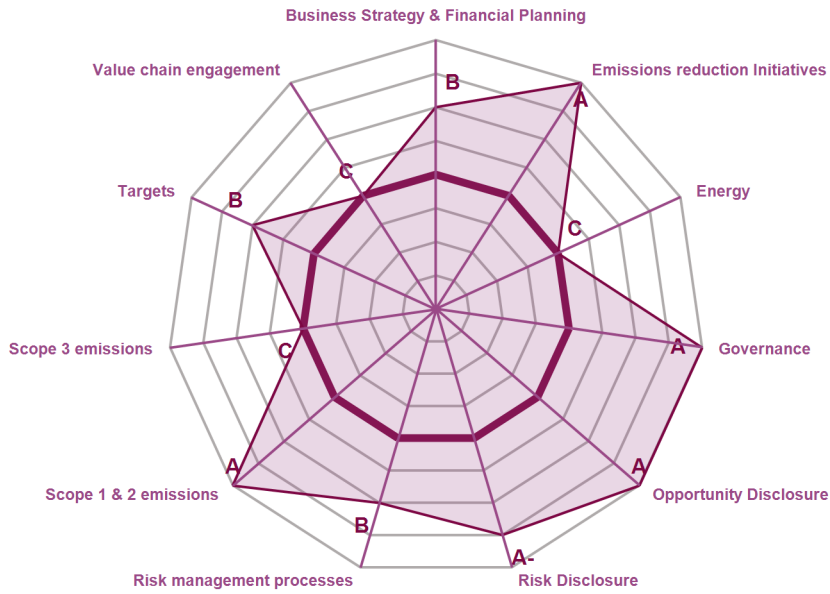 Business Strategy & Financial Planning
Value chain engagement
Emissions reduction Initiatives
B
A
C
Targets
B
Energy
C
Scope 3 emissions
C
A
Governance
A
Scope 1 & 2 emissions
A
Opportunity Disclosure
B
A-
Risk management processes
Risk Disclosure